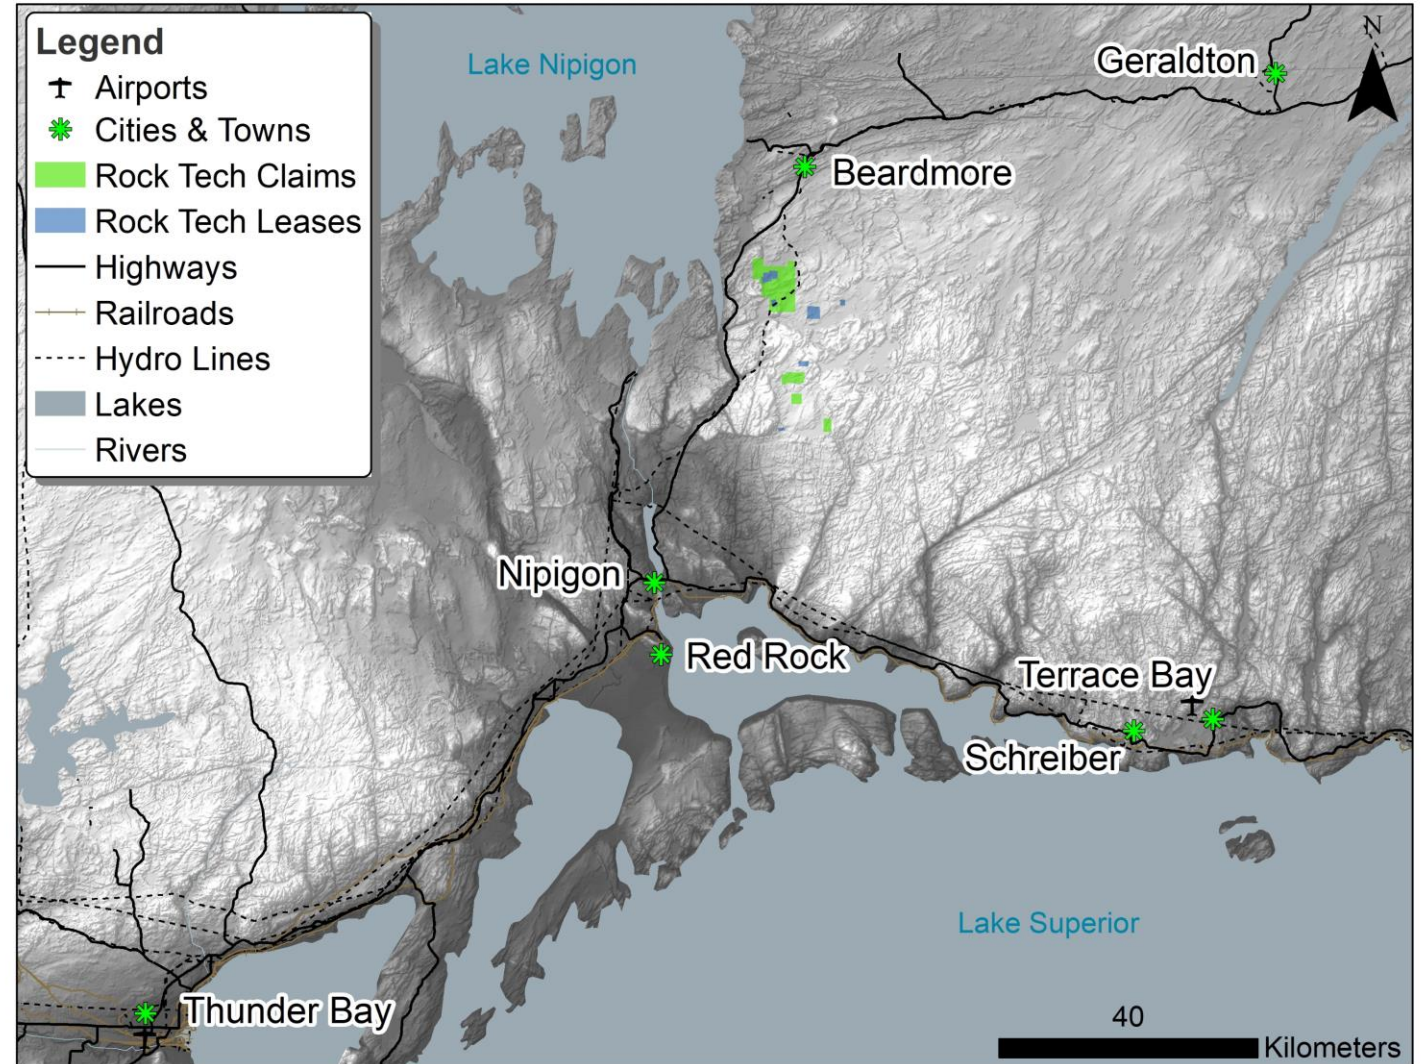 Legend
Airports
Cities & Towns
Rock Tech Claims
Rock Tech Leases
Highways
Railroads
Hydro Lines
Lakes
Rivers
Lake Nipigon
Geraldton
N
Beardmore
Nipigon
Red Rock
Terrace Bay
Schreiber
Lake Superior
Thunder Bay
40
Kilometers